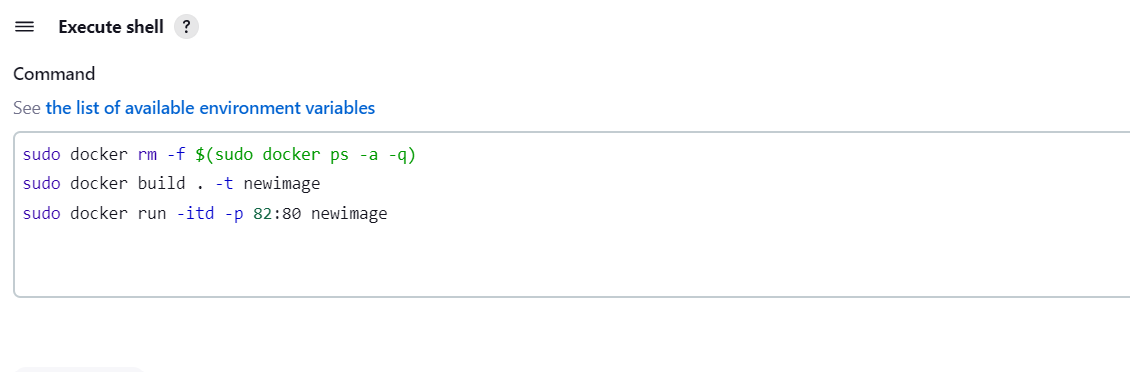 Execute shell ?
Command
See the list of available environment variables
sudo docker rm -f $(sudo docker ps -a -q)
sudo docker build . -t newimage
sudo docker run -itd -p 82:80 newimage